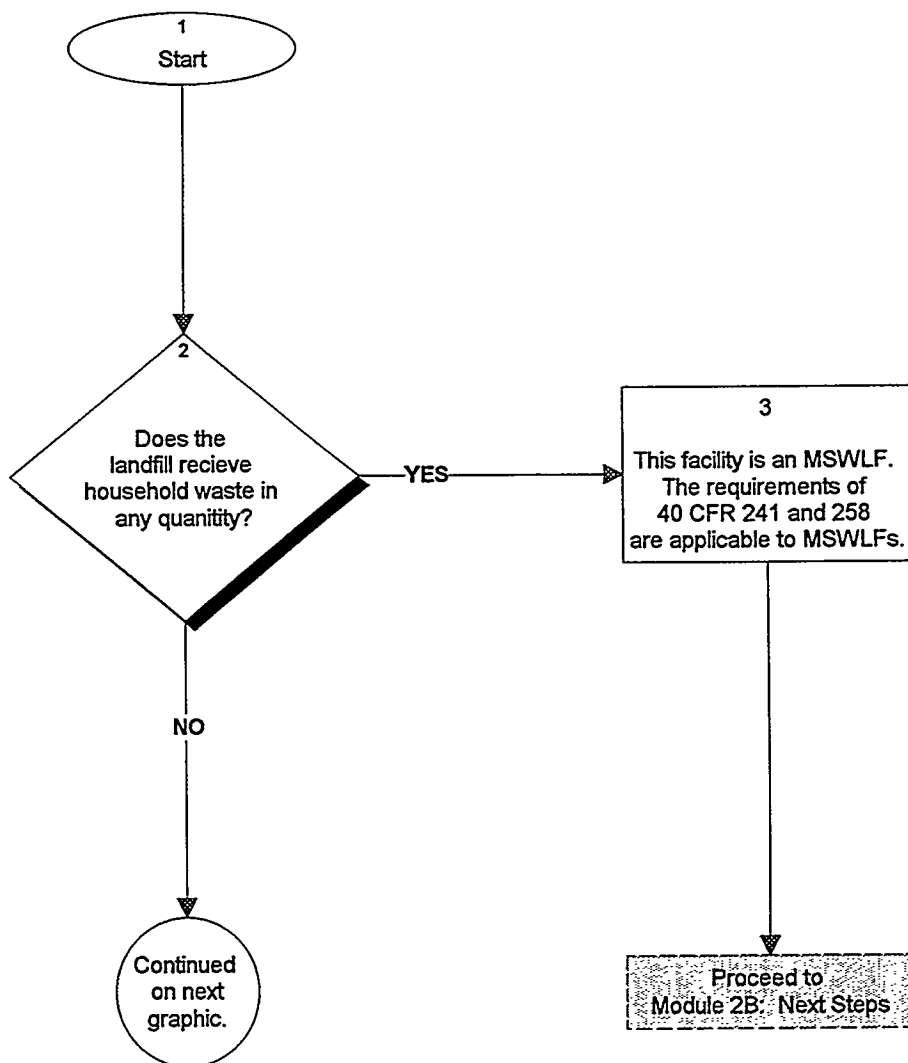 1
Start
2
Does the
landfill recieve
household waste in
any quanitity?
YES
3
This facility is an MSWLF.
The requirements of
40 CFR 241 and 258
are applicable to MSWLFs.
NO
Continued
on next
graphic.
Proceed to
Module 2B: Next Steps